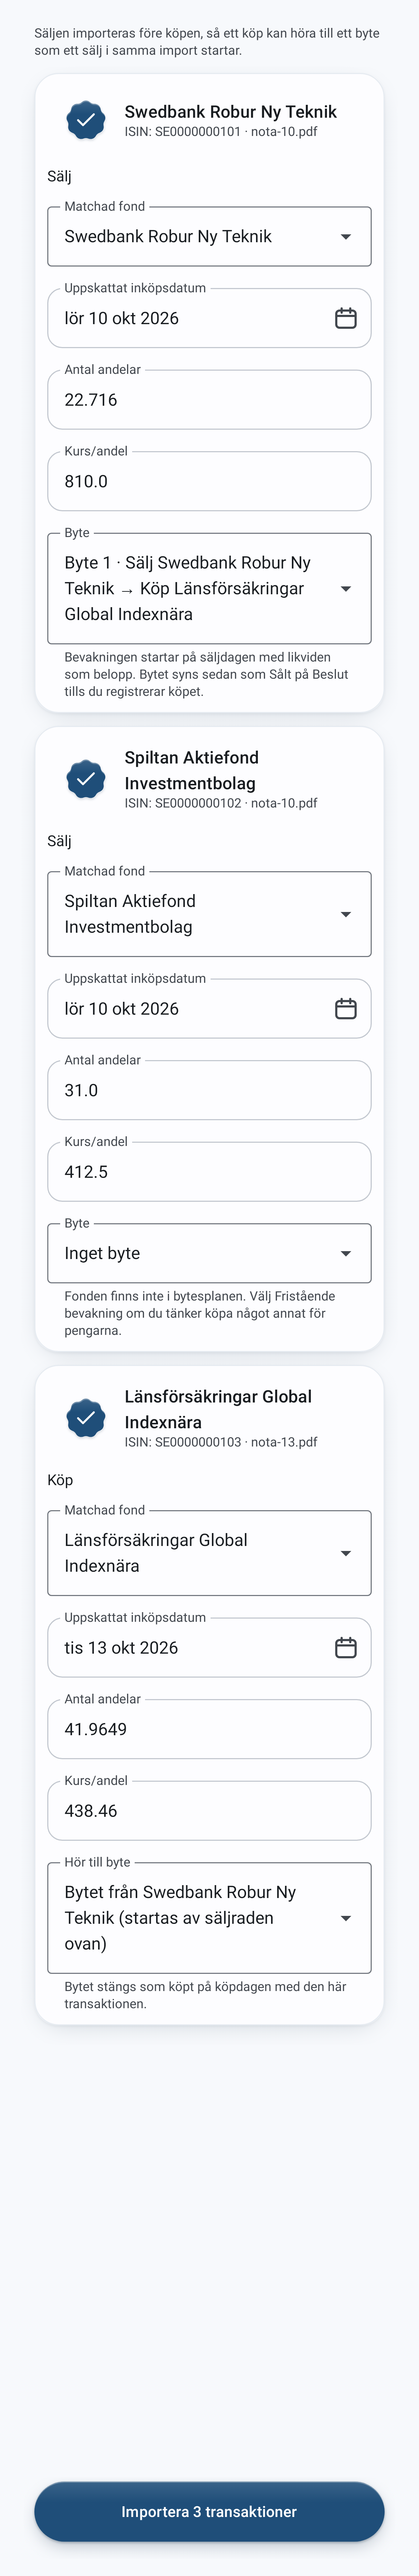 Säljen importeras före köpen, så ett köp kan höra till ett byte
som ett sälj i samma import startar.
Swedbank Robur Ny Teknik
ISIN: SE0000000101 · nota-10.pdf
Sälj
Matchad fond
Swedbank Robur Ny Teknik
Uppskattat inköpsdatum
lör 10 okt 2026
Antal andelar
22.716
Kurs/andel
810.0
Byte
Byte 1 · Sälj Swedbank Robur Ny
Teknik → Köp Länsförsäkringar
Global Indexnära
Bevakningen startar på säljdagen med likviden
som belopp. Bytet syns sedan som Sålt på Beslut
tills du registrerar köpet.
Spiltan Aktiefond
Investmentbolag
ISIN: SE0000000102 · nota-10.pdf
Sälj
Matchad fond
Spiltan Aktiefond
Investmentbolag
Uppskattat inköpsdatum
lör 10 okt 2026
Antal andelar
31.0
Kurs/andel
412.5
Byte
Inget byte
Fonden finns inte i bytesplanen. Välj Fristående
bevakning om du tänker köpa något annat för
pengarna.
Länsförsäkringar Global
Indexnära
ISIN: SE0000000103 · nota-13.pdf
Köp
Matchad fond
Länsförsäkringar Global
Indexnära
Uppskattat inköpsdatum
tis 13 okt 2026
Antal andelar
41.9649
Kurs/andel
438.46
Hör till byte
Bytet från Swedbank Robur Ny
Teknik (startas av säljraden
ovan)
Bytet stängs som köpt på köpdagen med den här
transaktionen.
Importera 3 transaktioner